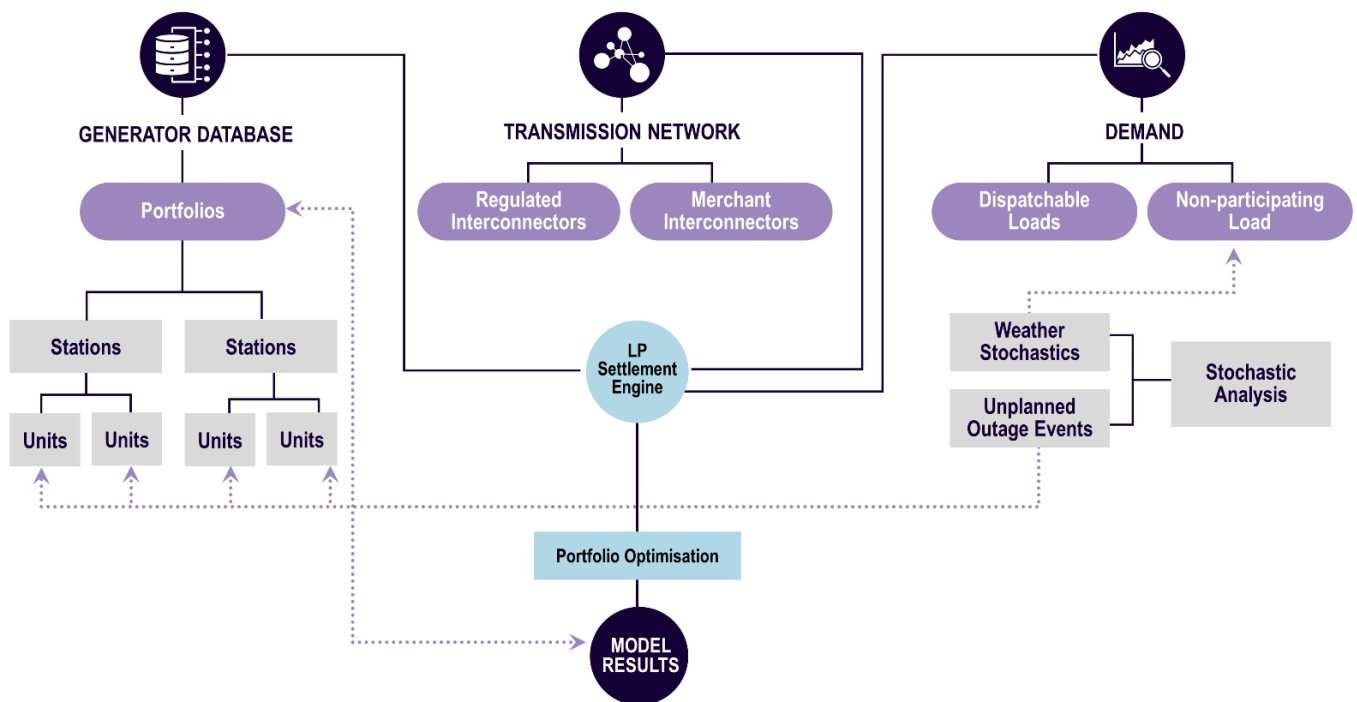 GENERATOR DATABASE
TRANSMISSION NETWORK
DEMAND
Portfolios
Regulated
Interconnectors
Merchant
Interconnectors
Dispatchable
Loads
Non-participating
Load
Stations
Stations
LP
Settlement
Engine
Weather
Stochastics
Stochastic
Analysis
Unplanned
Outage Events
Units
Units
Units
Units
Portfolio Optimisation
MODEL
RESULTS